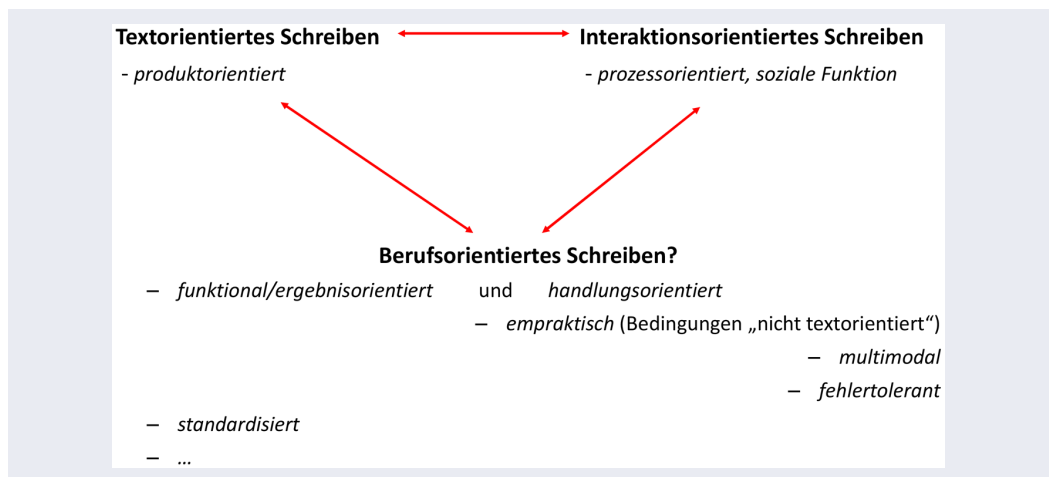 Textorientiertes Schreiben Interaktionsorientiertes Schreiben
- produktorientiert - prozessorientiert, soziale Funktion
Berufsorientiertes Schreiben?
– funktional/ergebnisorientiert und handlungsorientiert
– empraktisch (Bedingungen „nicht textorientiert“)
– multimodal
– fehlertolerant
– standardisiert
– …